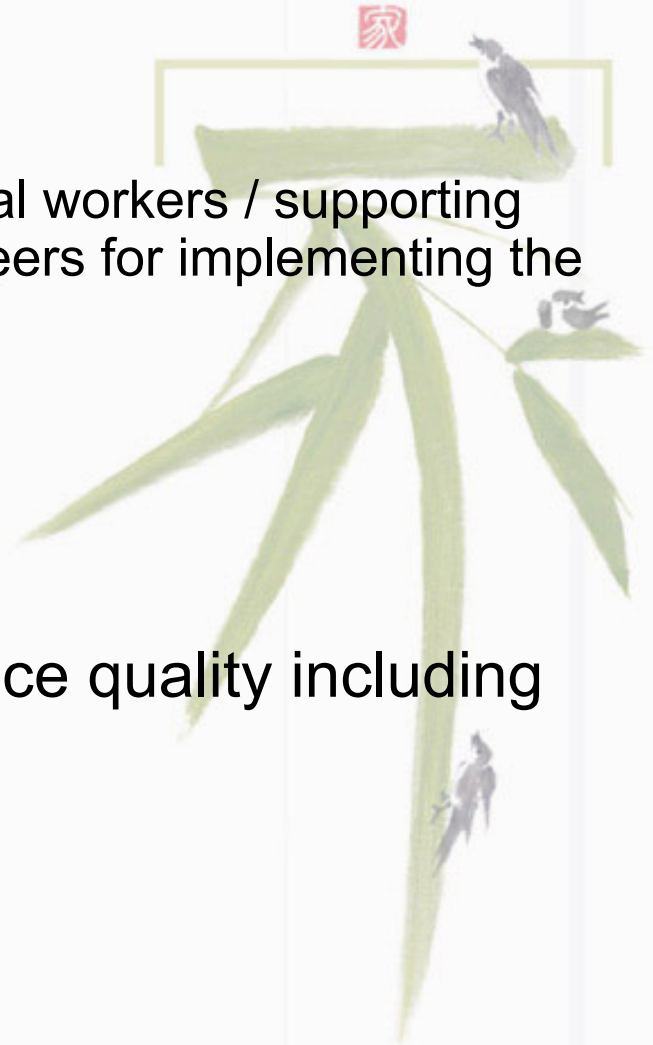 家
al workers / supporting
eers for implementing the
ce quality including